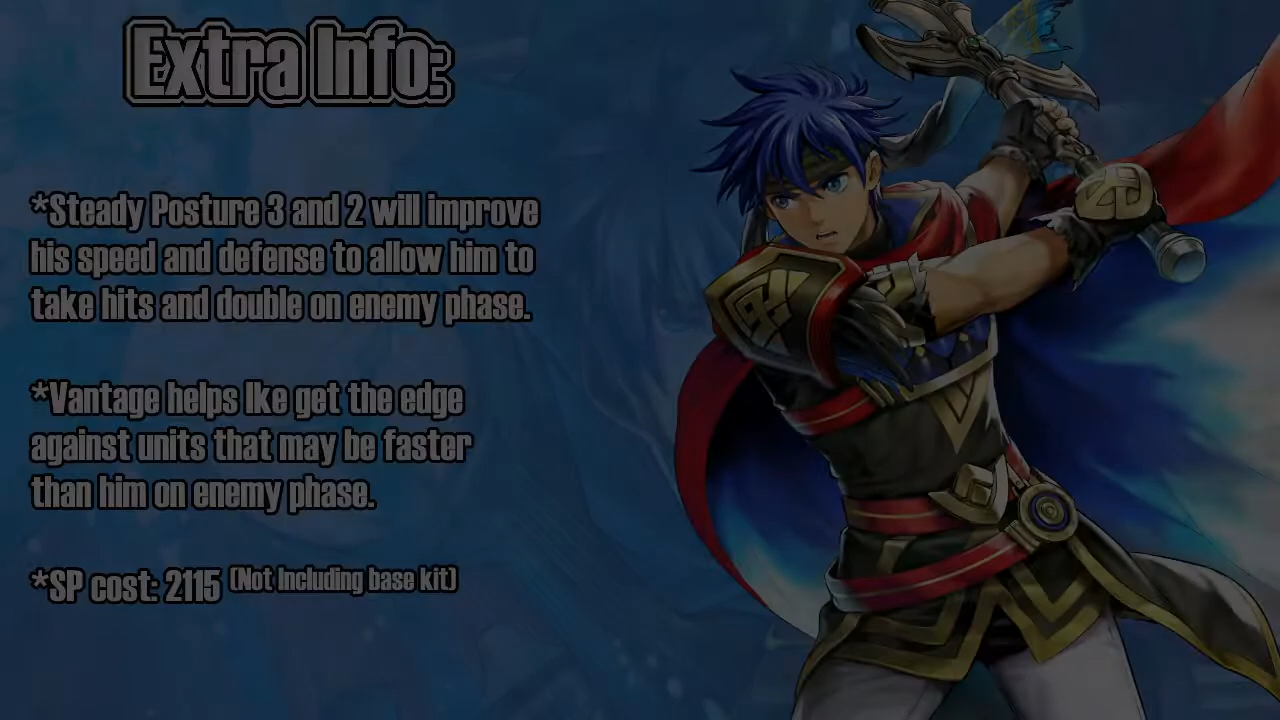 Extra Info:
*Steady Posture 3 and 2 will improve
his speed and defense to allow him to
take hits and double on enemy phase.
*Vantage helps Ike get the edge
against units that may be faster
than him on enemy phase.
*SP cost: 2115 (Not Including base kit)